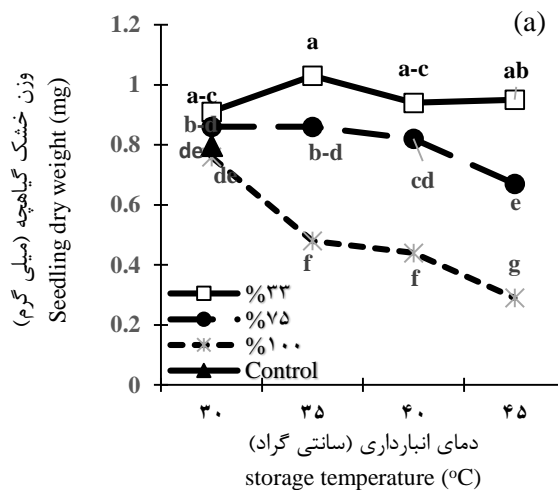 (a)
1.2
1
0.8
0.6
0.4
0.2
0
وزن خشک گیاهچه (میلی گرم)
Seedling dry weight (mg)
a-c
a
a-c
ab
b-d
b-d
cd
e
de
de
f
f
g
%۳۳
%۷۵
%۱۰۰
Control
۳۰ ۳۵ ۴۰ ۴۵
دمای انبارداری (سانتی گراد)
storage temperature (°C)